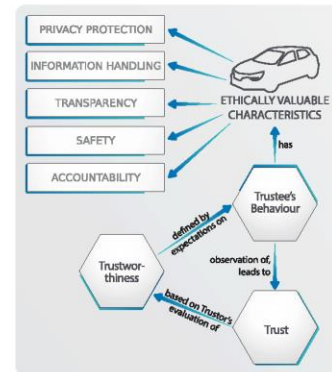 PRIVACY PROTECTION
INFORMATION HANDLING
TRANSPARENCY
SAFETY
ACCOUNTABILITY
ETHICALLY VALUABLE
CHARACTERISTICS
has
Trustee's
Behaviour
defined by
expectations on
Trustwor-
thiness
observation of,
leads to
based on Trustor's
evaluation of
Trust